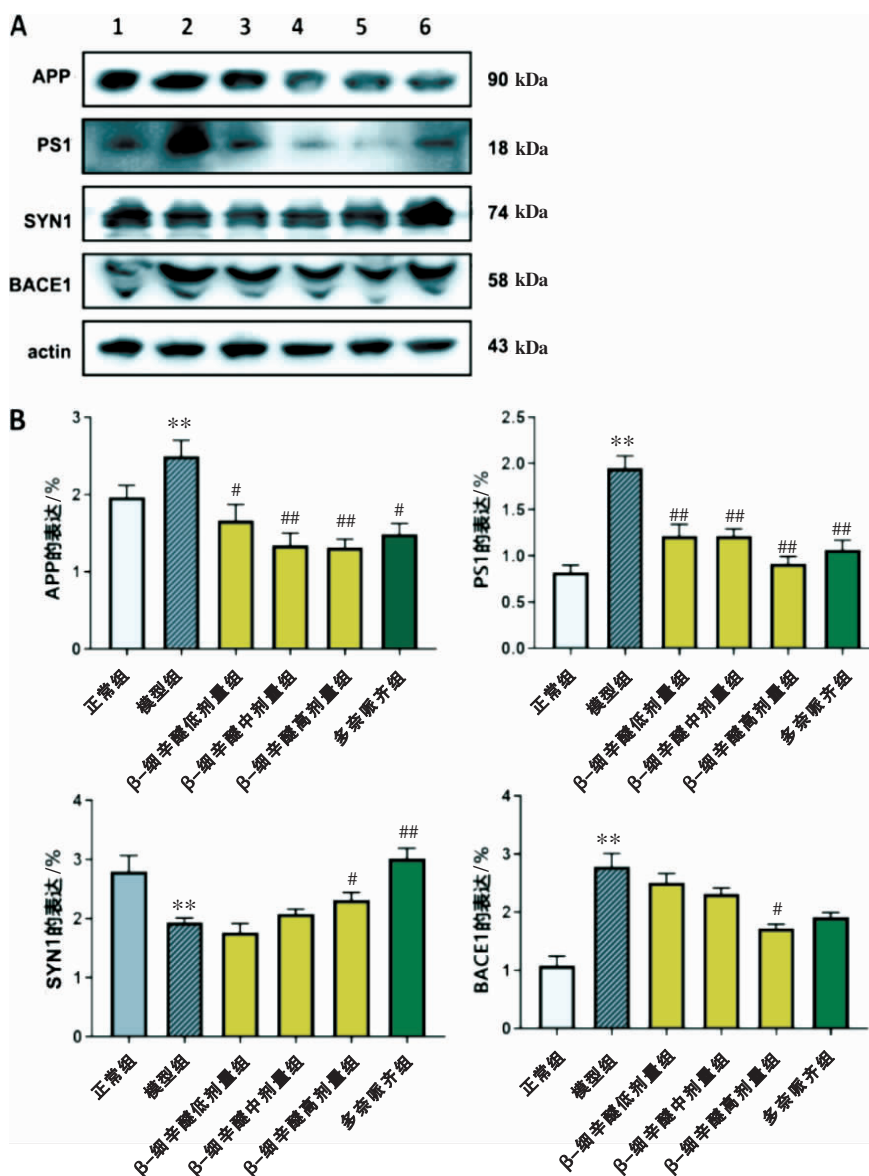 A 1 2 3 4 5 6
APP 90 kDa
PS1 18 kDa
SYN1 74 kDa
BACE1 58 kDa
actin 43 kDa
B
APP的表达/%
3
2
1
0
**
#
##
##
#
正常组
模型组
β-细辛醚低剂量组
β-细辛醚中剂量组
β-细辛醚高剂量组
多奈哌齐组
PS1的表达/%
2.5
2.0
1.5
1.0
0.5
0.0
**
##
##
##
##
正常组
模型组
β-细辛醚低剂量组
β-细辛醚中剂量组
β-细辛醚高剂量组
多奈哌齐组
SYN1的表达/%
4
3
2
1
0
**
#
##
正常组
模型组
β-细辛醚低剂量组
β-细辛醚中剂量组
β-细辛醚高剂量组
多奈哌齐组
BACE1的表达/%
4
3
2
1
0
**
#
正常组
模型组
β-细辛醚低剂量组
β-细辛醚中剂量组
β-细辛醚高剂量组
多奈哌齐组